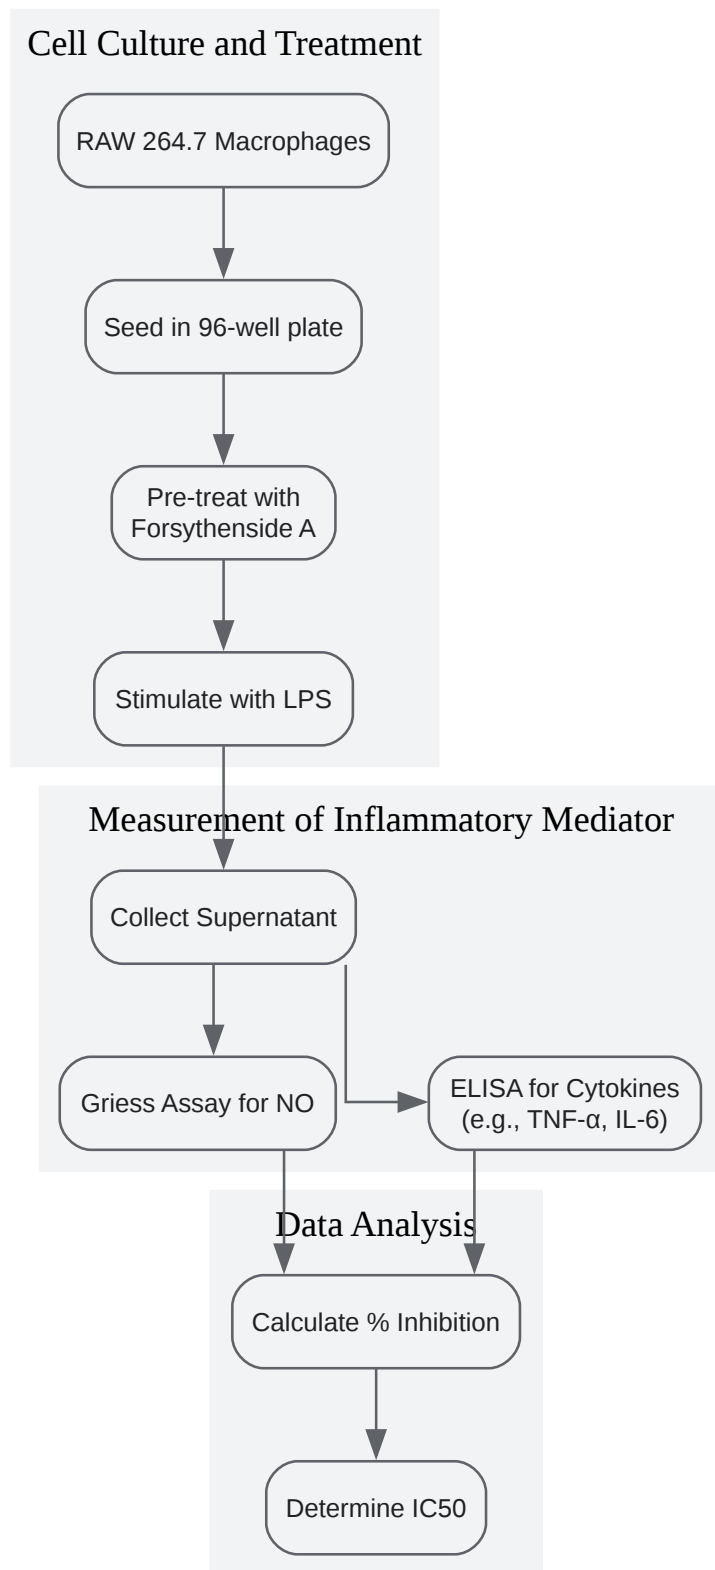 Cell Culture and Treatment
RAW 264.7 Macrophages
Seed in 96-well plate
Pre-treat with
Forsythenside A
Stimulate with LPS
Measurement of Inflammatory Mediator
Collect Supernatant
Griess Assay for NO
ELISA for Cytokines
(e.g., TNF-α, IL-6)
Data Analysis
Calculate % Inhibition
Determine IC50